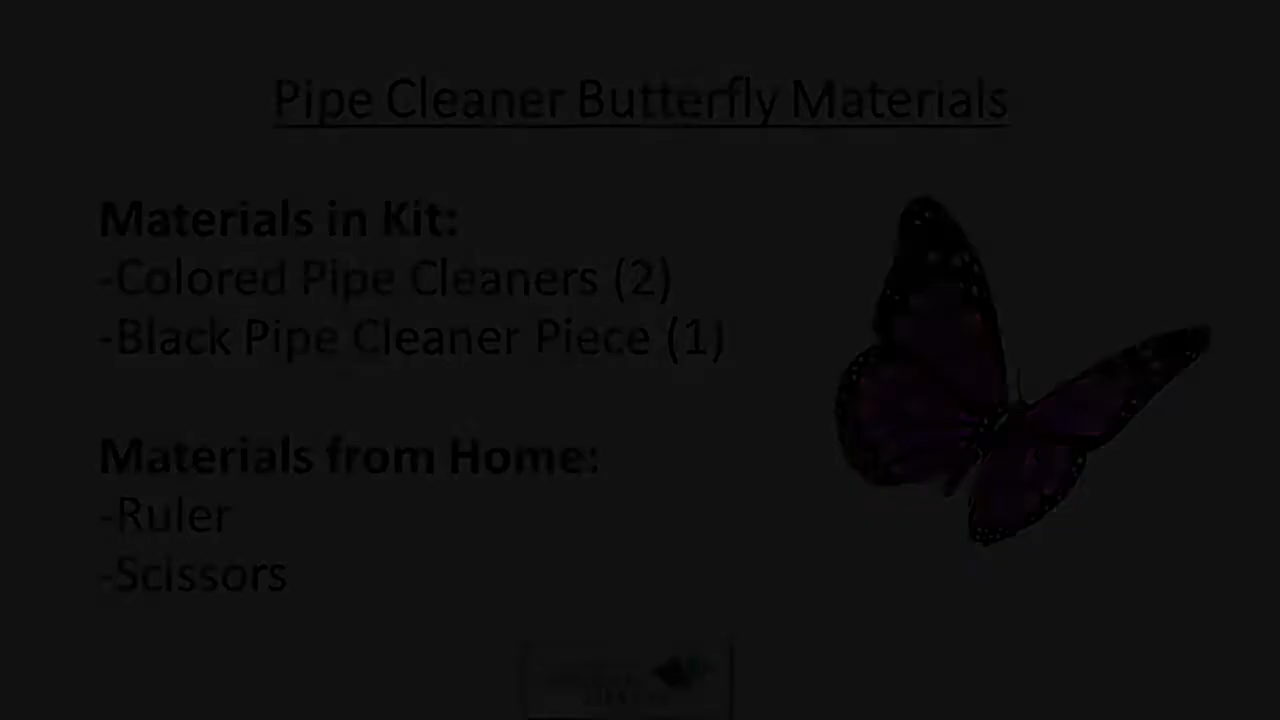 Pipe Cleaner Butterfly Materials
Materials in Kit:
-Colored Pipe Cleaners (2)
-Black Pipe Cleaner Piece (1)
Materials from Home:
-Ruler
-Scissors